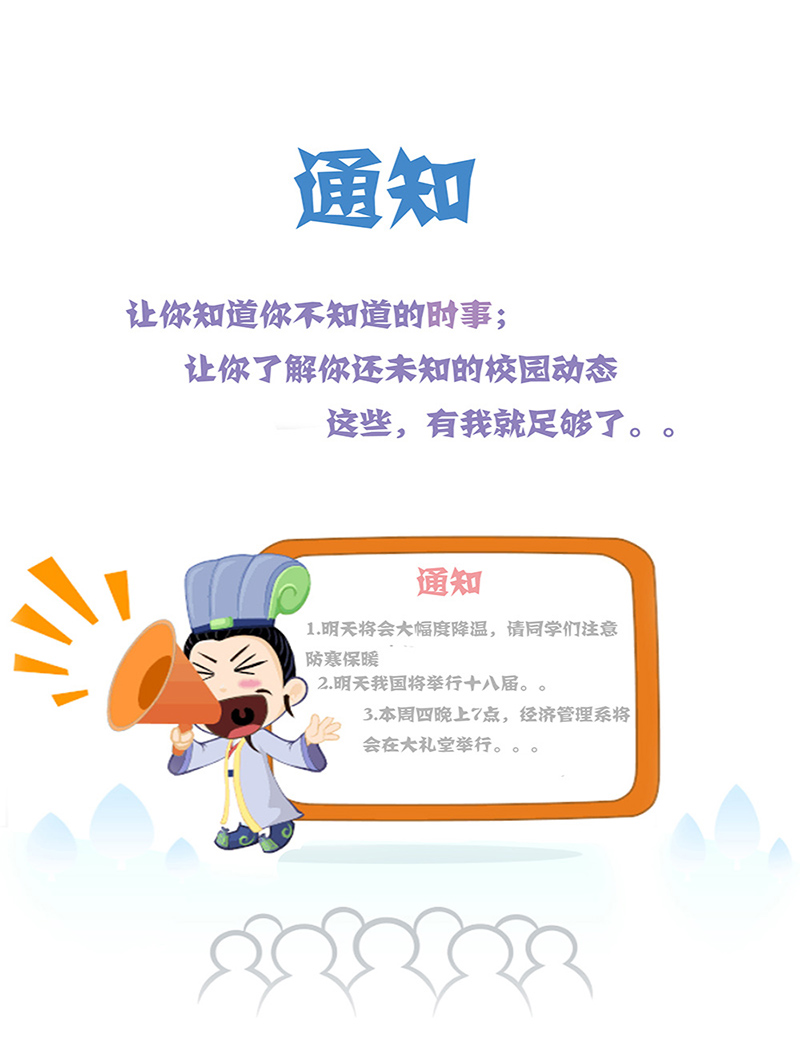 通知
让你知道你不知道的时事；
让你了解你还未知的校园动态
这些，有我就足够了。。
通知
1.明天将会大幅度降温，请同学们注意
防寒保暖
2.明天我国将举行十八届。。
3.本周四晚上7点，经济管理系将
会在大礼堂举行。。。